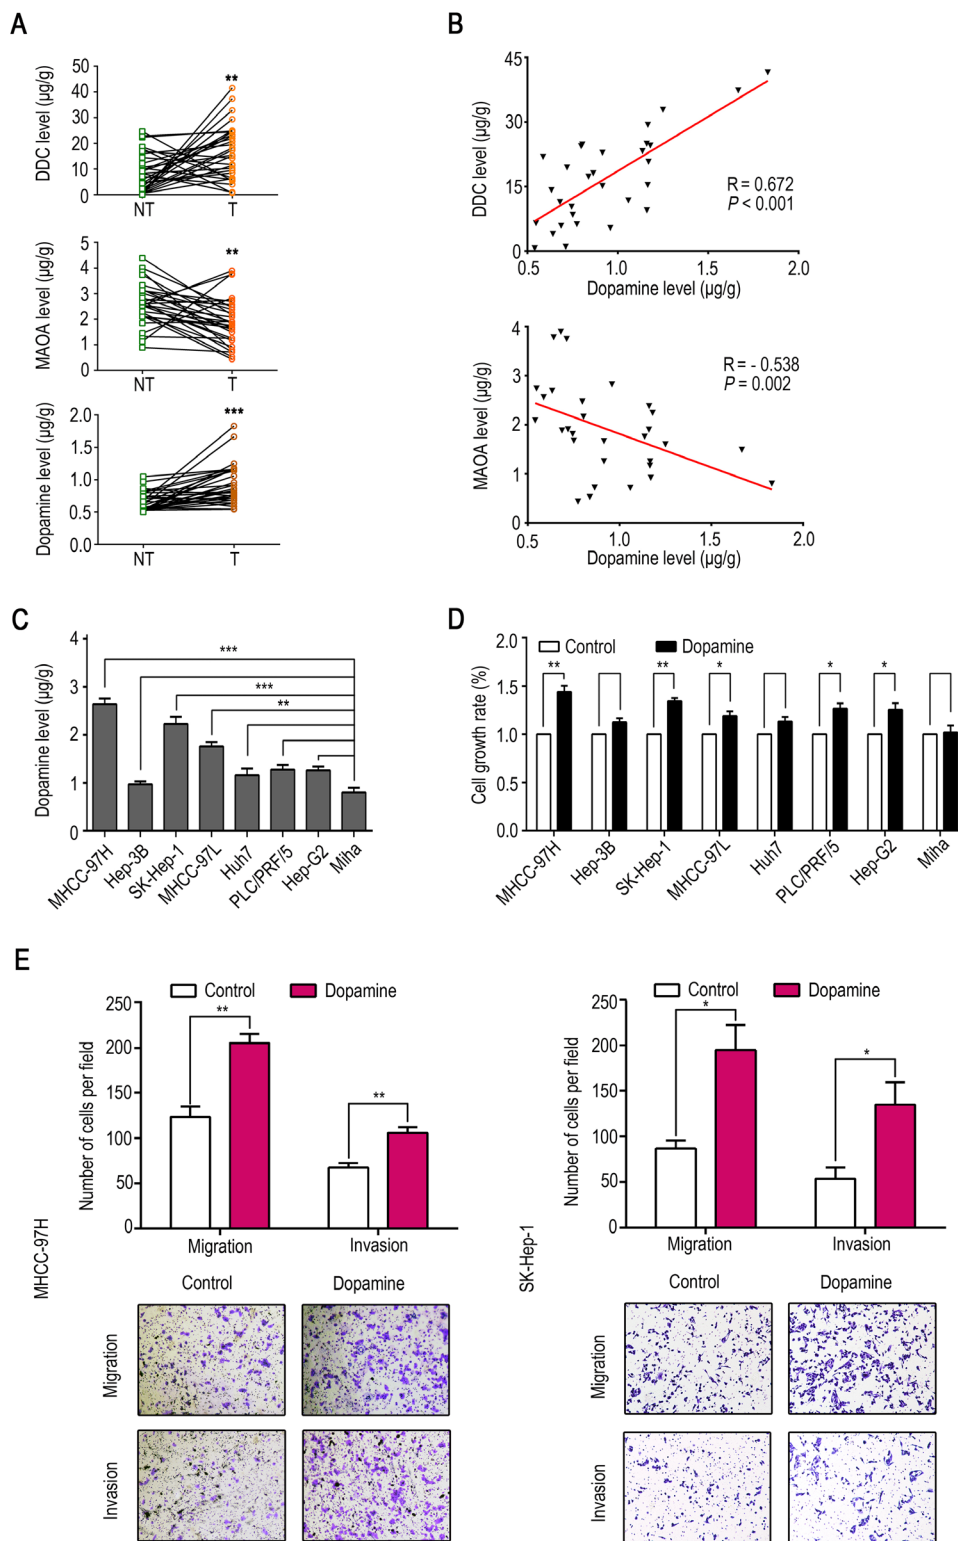 A
DDC level (µg/g)
50
40
30
20
10
0
NT
T
**
MAOA level (µg/g)
5
4
3
2
1
0
NT
T
**
Dopamine level (µg/g)
2.0
1.5
1.0
0.5
0.0
NT
T
***
B
DDC level (µg/g)
45
30
15
0
0.5
1.0
1.5
2.0
Dopamine level (µg/g)
R = 0.672
P < 0.001
MAOA level (µg/g)
4
3
2
1
0
0.5
1.0
1.5
2.0
Dopamine level (µg/g)
R = - 0.538
P = 0.002
C
Dopamine level (µg/g)
4
3
2
1
0
***
***
**
MHCC-97H
Hep-3B
SK-Hep-1
MHCC-97L
Huh7
PLC/PRF/5
Hep-G2
Miha
D
Cell growth rate (%)
2.0
1.5
1.0
0.5
0.0
Control
Dopamine
**
**
*
*
*
MHCC-97H
Hep-3B
SK-Hep-1
MHCC-97L
Huh7
PLC/PRF/5
Hep-G2
Miha
E
MHCC-97H
Number of cells per field
250
200
150
100
50
0
Control
Dopamine
**
**
Migration
Invasion
Control
Dopamine
Migration
Invasion
SK-Hep-1
Number of cells per field
250
200
150
100
50
0
Control
Dopamine
*
*
Migration
Invasion
Control
Dopamine
Migration
Invasion